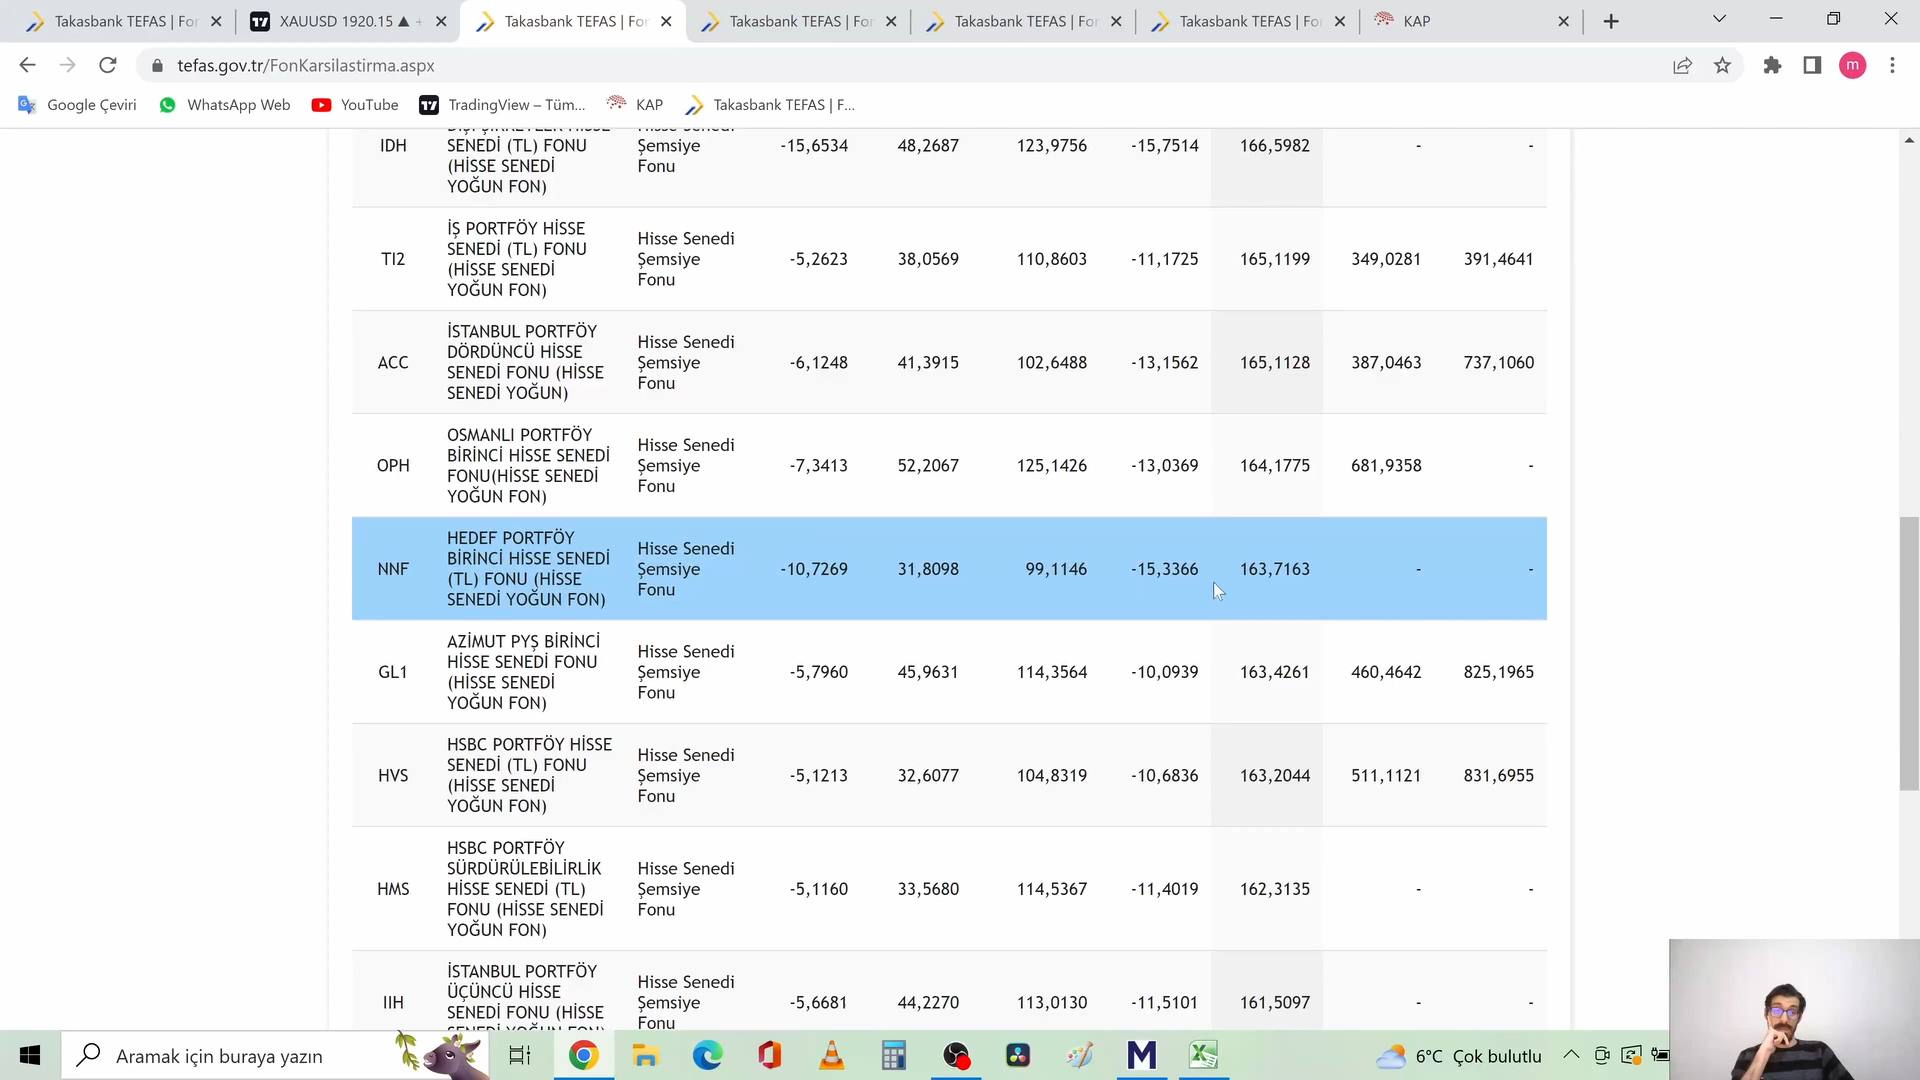 Takasbank TEFAS | For
XAUUSD 1920.15 ▲ +
Takasbank TEFAS | Fon
Takasbank TEFAS | For
Takasbank TEFAS | For
Takasbank TEFAS | Fo
KAP
tefas.gov.tr/FonKarsilastirma.aspx
m
Google Çeviri
WhatsApp Web
YouTube
TradingView – Tüm...
KAP
Takasbank TEFAS | F...
IDH
DIŞI ŞİRKETLER HİSSE
SENEDİ (TL) FONU
(HİSSE SENEDİ
YOĞUN FON)
Hisse Senedi
Şemsiye
Fonu
-15,6534 48,2687 123,9756 -15,7514 166,5982 - -
TI2
İŞ PORTFÖY HİSSE
SENEDİ (TL) FONU
(HİSSE SENEDİ
YOĞUN FON)
Hisse Senedi
Şemsiye
Fonu
-5,2623 38,0569 110,8603 -11,1725 165,1199 349,0281 391,4641
ACC
İSTANBUL PORTFÖY
DÖRDÜNCÜ HİSSE
SENEDİ FONU (HİSSE
SENEDİ YOĞUN)
Hisse Senedi
Şemsiye
Fonu
-6,1248 41,3915 102,6488 -13,1562 165,1128 387,0463 737,1060
OPH
OSMANLI PORTFÖY
BİRİNCİ HİSSE SENEDİ
FONU(HİSSE SENEDİ
YOĞUN FON)
Hisse Senedi
Şemsiye
Fonu
-7,3413 52,2067 125,1426 -13,0369 164,1775 681,9358 -
NNF
HEDEF PORTFÖY
BİRİNCİ HİSSE SENEDİ
(TL) FONU (HİSSE
SENEDİ YOĞUN FON)
Hisse Senedi
Şemsiye
Fonu
-10,7269 31,8098 99,1146 -15,3366 163,7163 - -
GL1
AZİMUT PYŞ BİRİNCİ
HİSSE SENEDİ FONU
(HİSSE SENEDİ
YOĞUN FON)
Hisse Senedi
Şemsiye
Fonu
-5,7960 45,9631 114,3564 -10,0939 163,4261 460,4642 825,1965
HVS
HSBC PORTFÖY HİSSE
SENEDİ (TL) FONU
(HİSSE SENEDİ
YOĞUN FON)
Hisse Senedi
Şemsiye
Fonu
-5,1213 32,6077 104,8319 -10,6836 163,2044 511,1121 831,6955
HMS
HSBC PORTFÖY
SÜRDÜRÜLEBİLİRLİK
HİSSE SENEDİ (TL)
FONU (HİSSE SENEDİ
YOĞUN FON)
Hisse Senedi
Şemsiye
Fonu
-5,1160 33,5680 114,5367 -11,4019 162,3135 - -
IIH
İSTANBUL PORTFÖY
ÜÇÜNCÜ HİSSE
SENEDİ FONU (HİSSE
SENEDİ YOĞUN FON)
Hisse Senedi
Şemsiye
Fonu
-5,6681 44,2270 113,0130 -11,5101 161,5097 - -
Aramak için buraya yazın
6°C Çok bulutlu